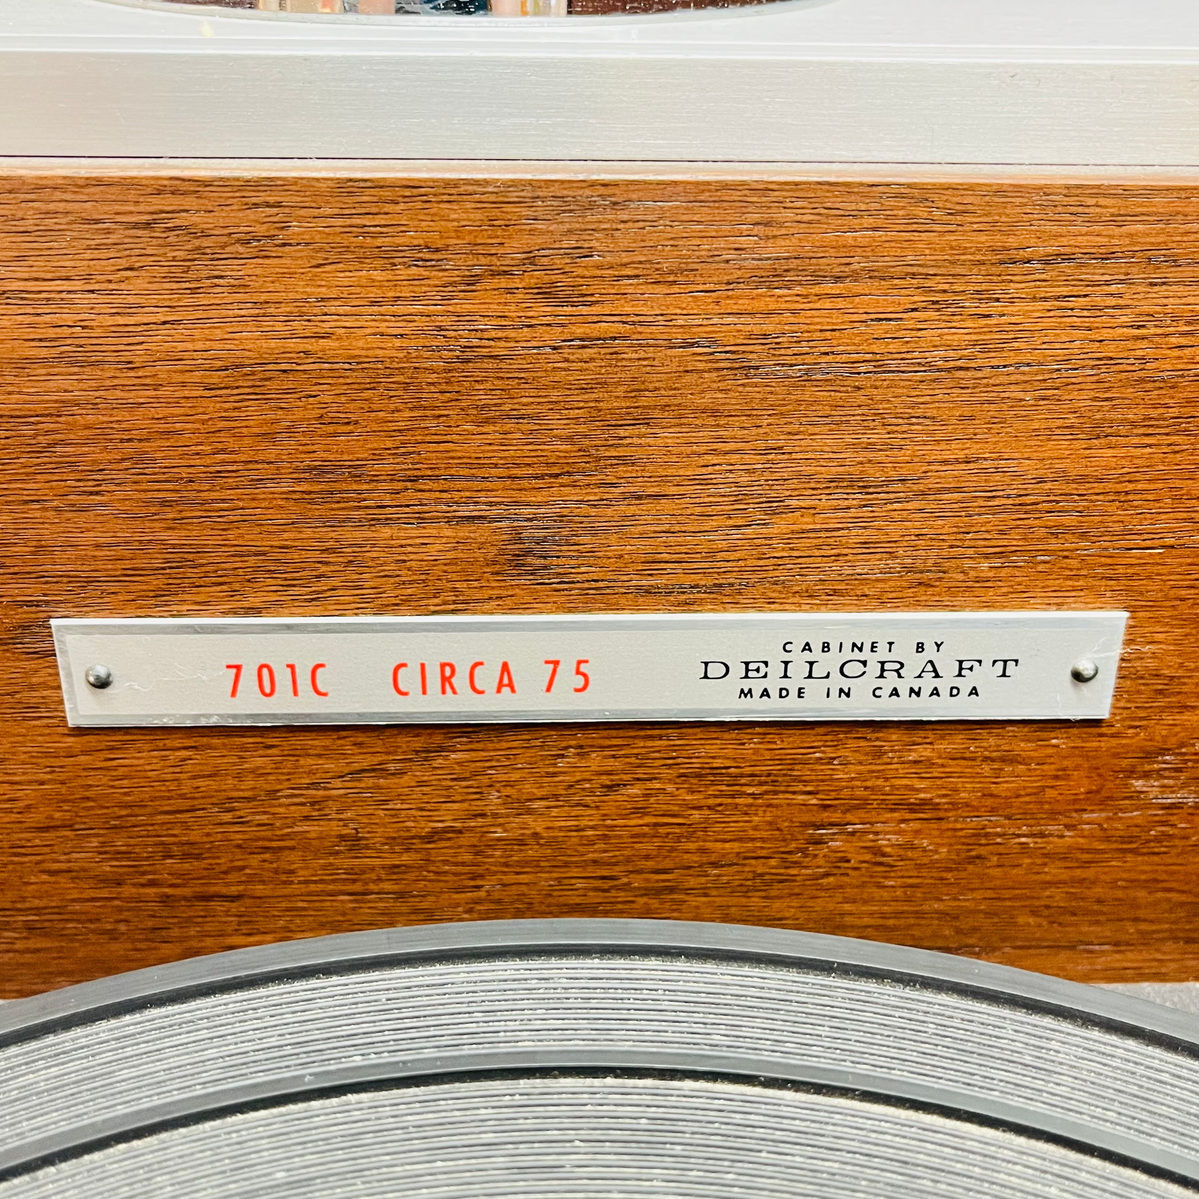 701C CIRCA 75
CABINET BY
DEILCRAFT
MADE IN CANADA